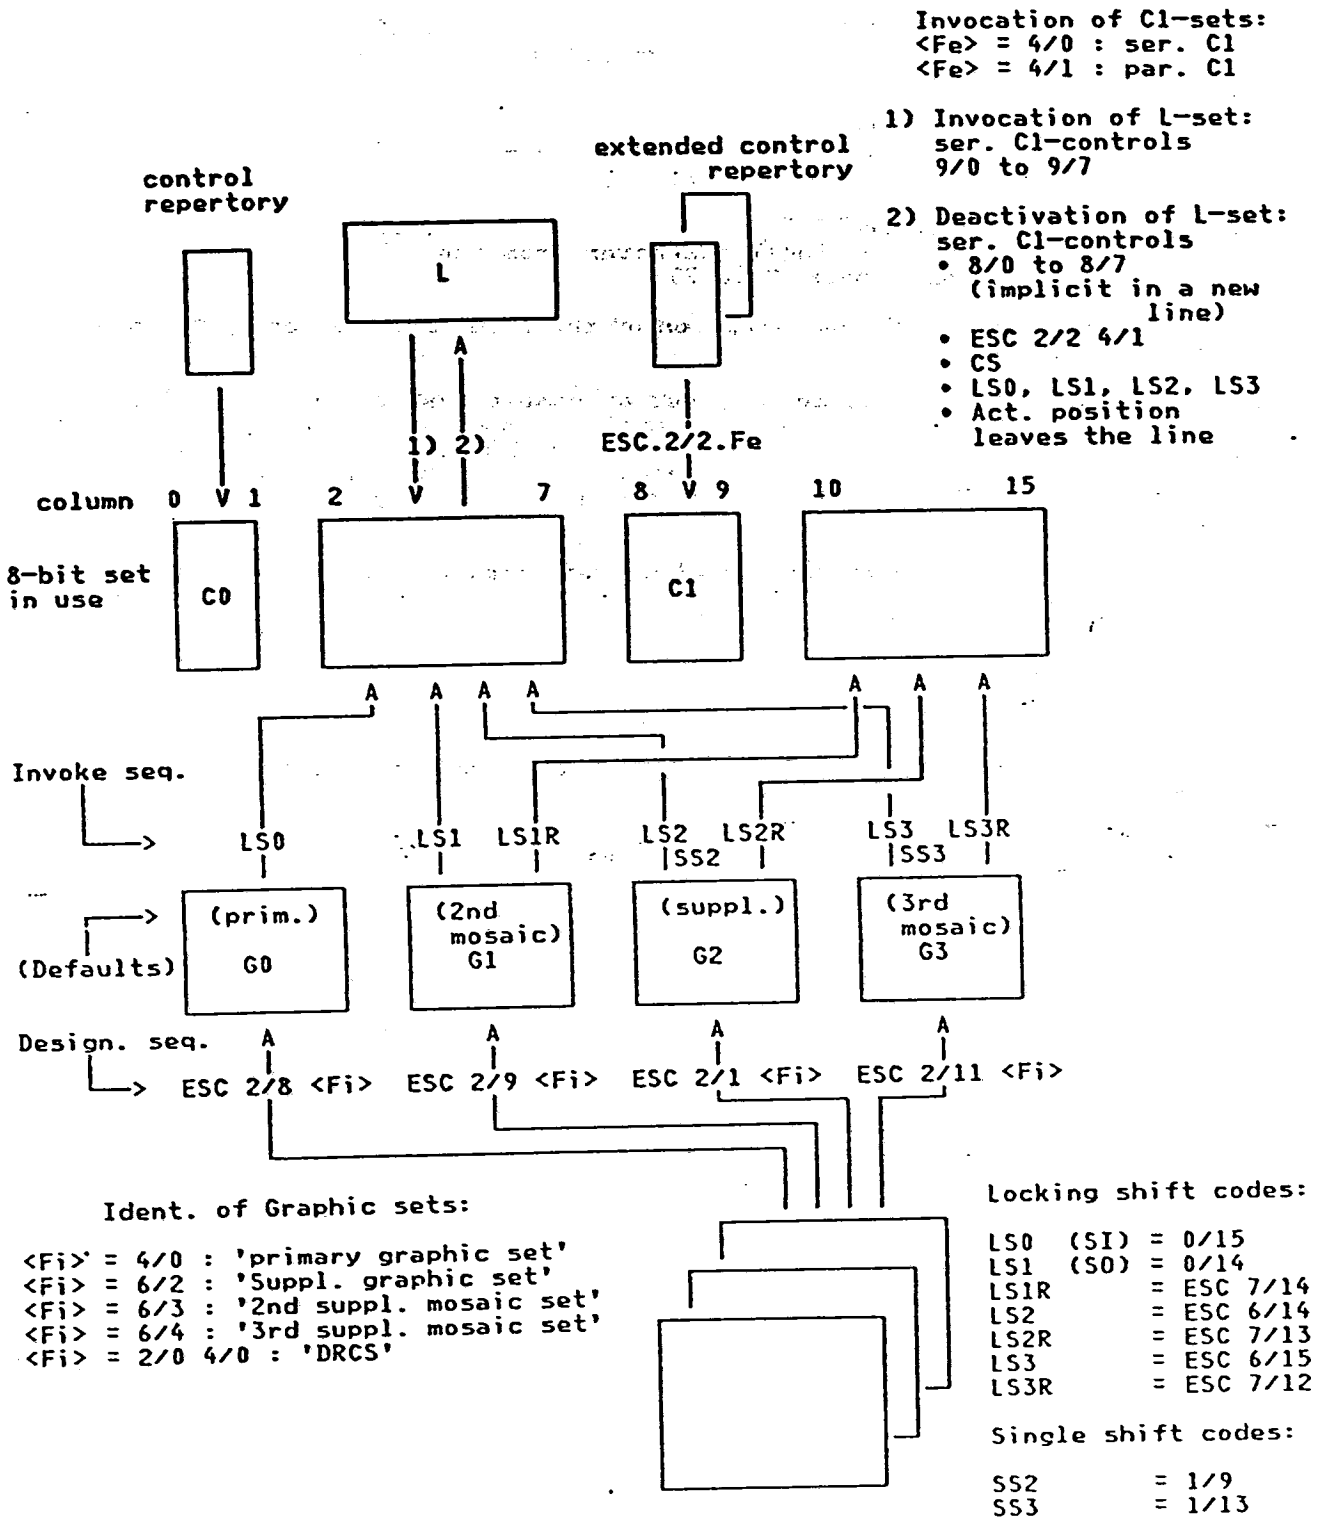 Invocation of C1-sets:
<Fe> = 4/0 : ser. C1
<Fe> = 4/1 : par. C1
1) Invocation of L-set:
ser. C1-controls
9/0 to 9/7
2) Deactivation of L-set:
ser. C1-controls
• 8/0 to 8/7
(implicit in a new
line)
• ESC 2/2 4/1
• CS
• LS0, LS1, LS2, LS3
• Act. position
leaves the line
control
repertory
extended control
repertory
L
1) 2)
ESC.2/2.Fe
column 0 V 1 2 V 7 8 V 9 10 15
8-bit set
in use
C0
C1
A A A A A A A
Invoke seq.
LS0 LS1 LS1R LS2 LS2R LS3 LS3R
SS2 SS3
(prim.)
G0
(2nd
mosaic)
G1
(suppl.)
G2
(3rd
mosaic)
G3
(Defaults)
Design. seq.
A A A A
ESC 2/8 <Fi> ESC 2/9 <Fi> ESC 2/1 <Fi> ESC 2/11 <Fi>
Ident. of Graphic sets:
<Fi> = 4/0 : 'primary graphic set'
<Fi> = 6/2 : 'Suppl. graphic set'
<Fi> = 6/3 : '2nd suppl. mosaic set'
<Fi> = 6/4 : '3rd suppl. mosaic set'
<Fi> = 2/0 4/0 : 'DRCS'
Locking shift codes:
LS0 (SI) = 0/15
LS1 (SO) = 0/14
LS1R = ESC 7/14
LS2 = ESC 6/14
LS2R = ESC 7/13
LS3 = ESC 6/15
LS3R = ESC 7/12
Single shift codes:
SS2 = 1/9
SS3 = 1/13